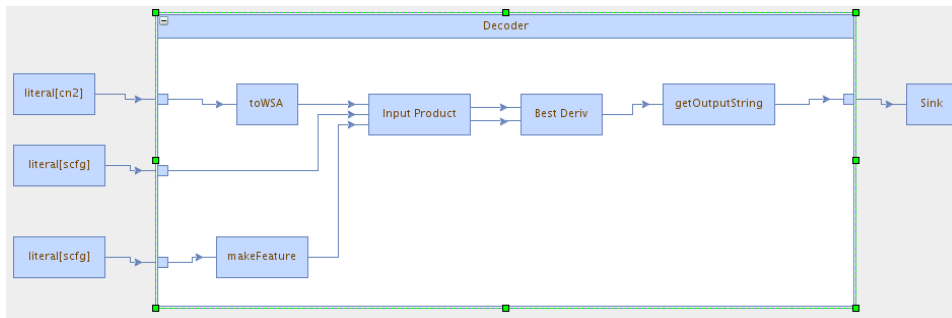 Decoder
literal[cn2]
toWSA
Input Product
Best Deriv
getOutputString
Sink
literal[scfg]
literal[scfg]
makeFeature